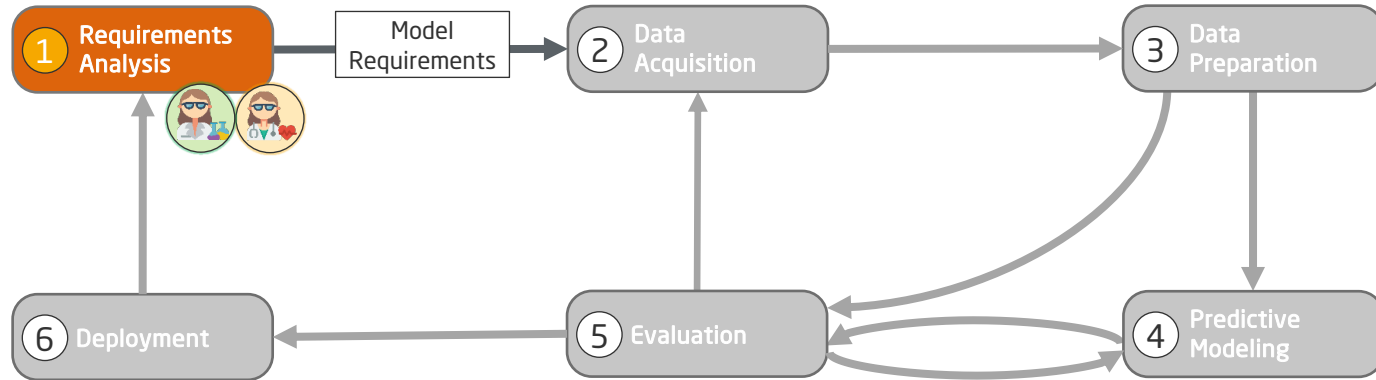 1
Requirements
Analysis
Model
Requirements
2
Data
Acquisition
3
Data
Preparation
6
Deployment
5
Evaluation
4
Predictive
Modeling